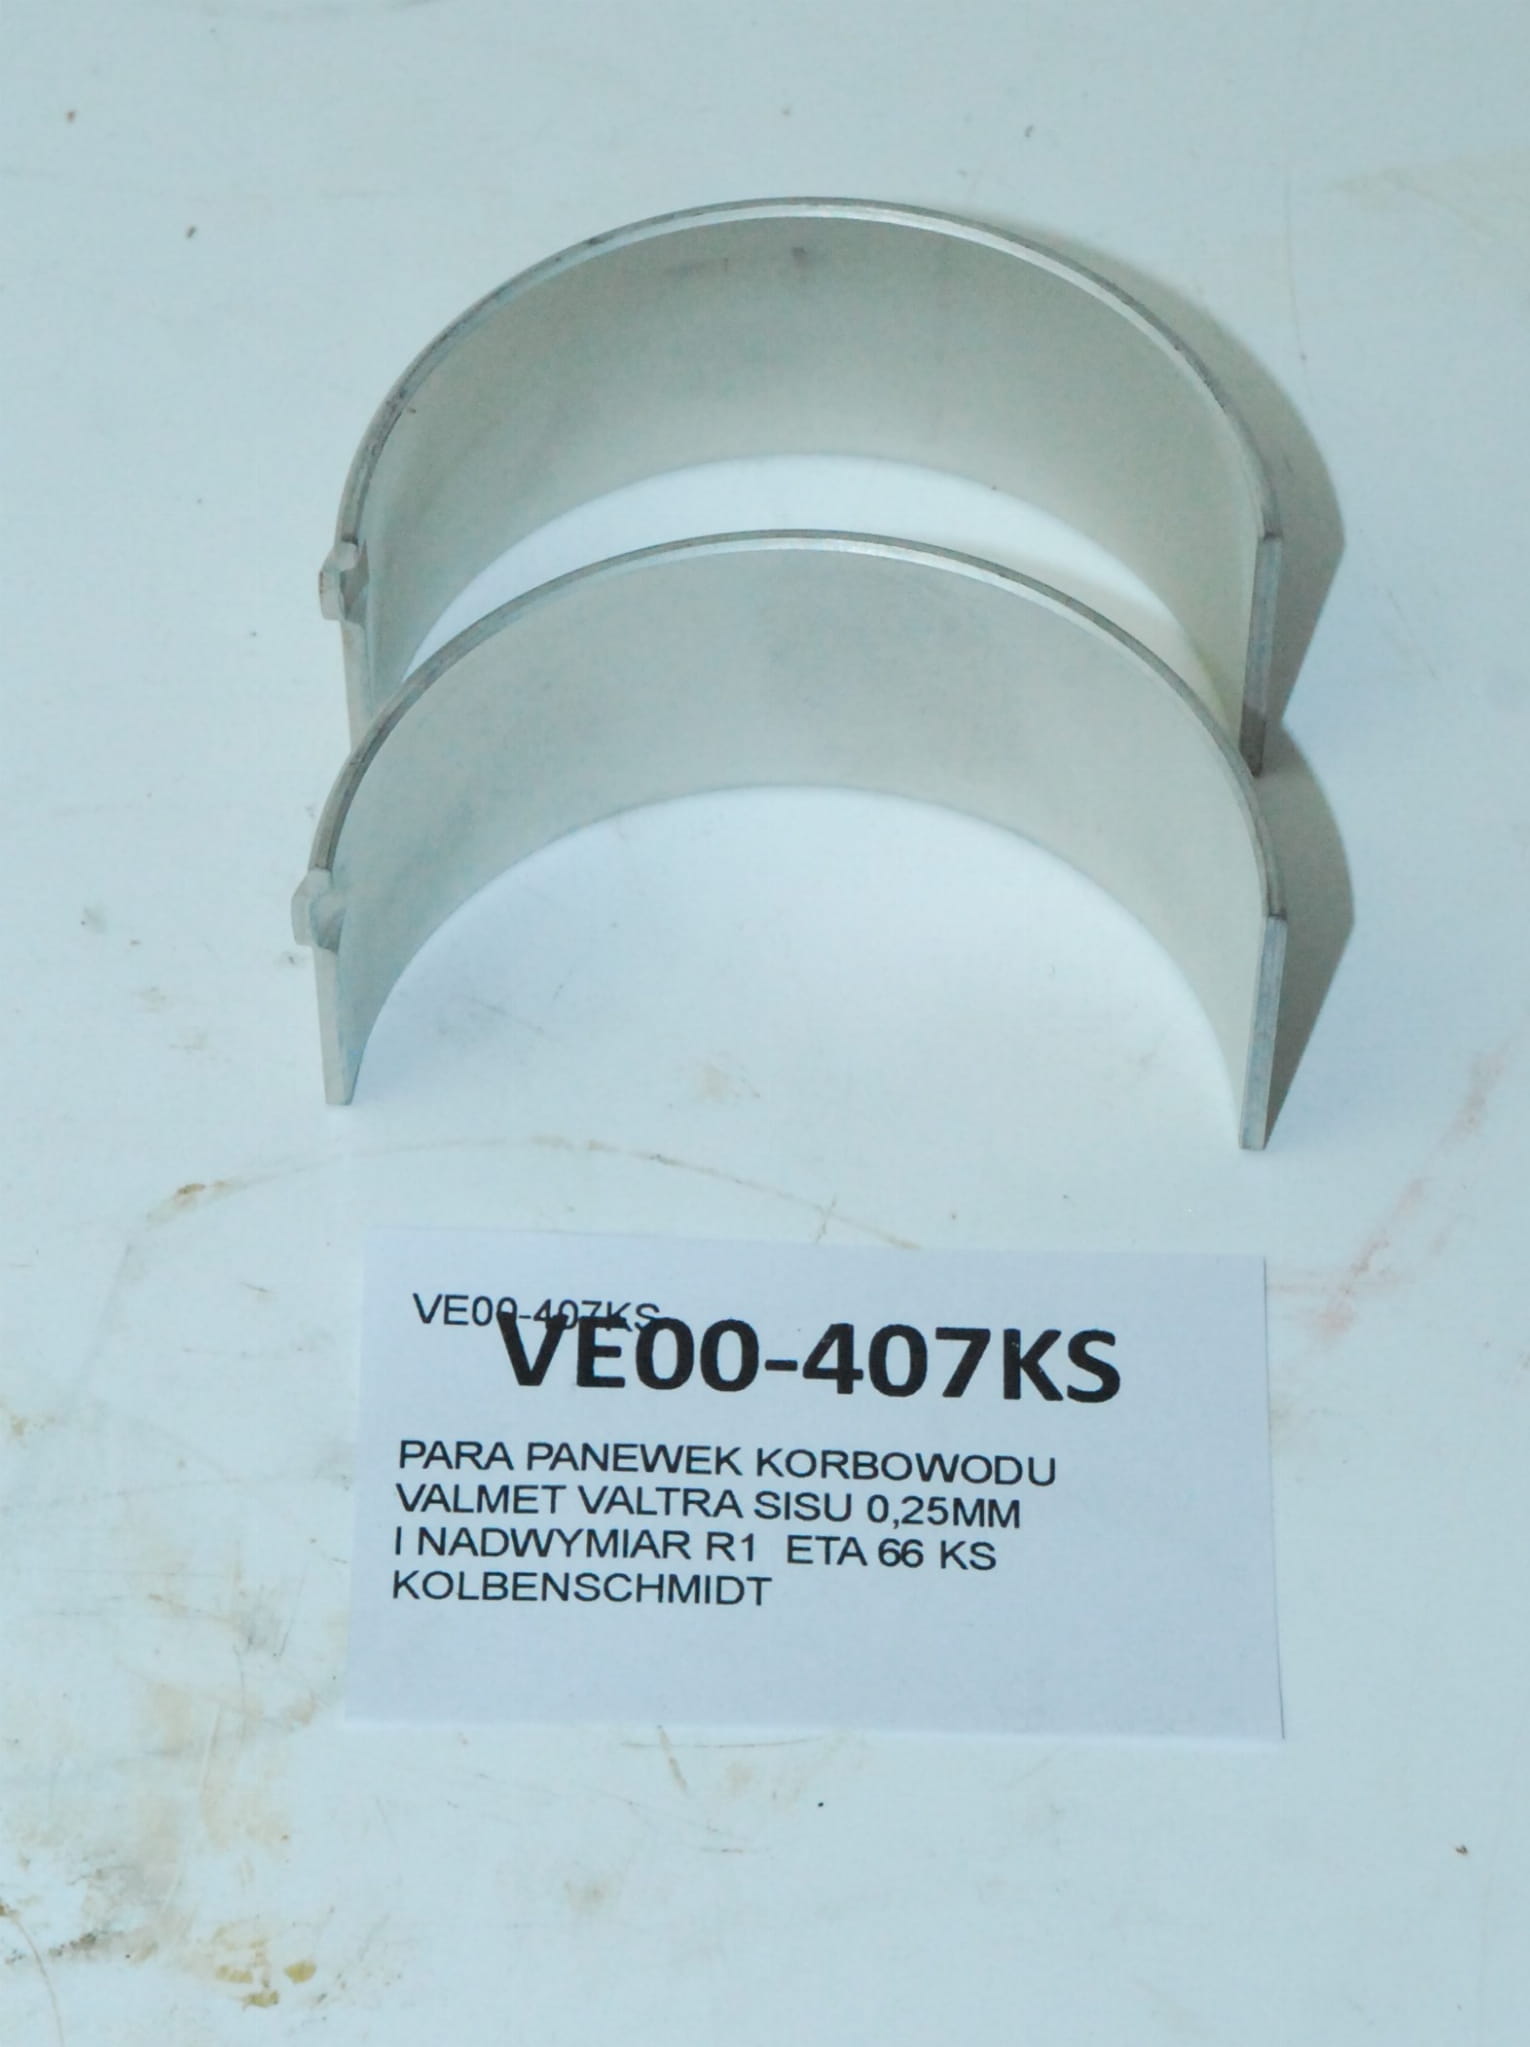 VE00-407KS
VE00-407KS
PARA PANEWEK KORBOWODU
VALMET VALTRA SISU 0,25MM
I NADWYMIAR R1 ETA 66 KS
KOLBENSCHMIDT